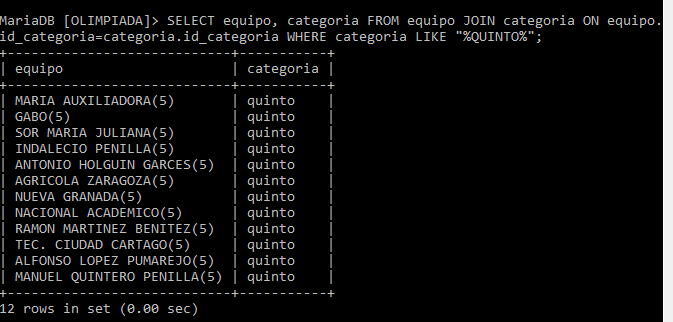 MariaDB [OLIMPIADA]> SELECT equipo, categoria FROM equipo JOIN categoria ON equipo.
id_categoria=categoria.id_categoria WHERE categoria LIKE "%QUINTO%";
+----------------------------+-----------+
| equipo                     | categoria |
+----------------------------+-----------+
| MARIA AUXILIADORA(5)       | quinto    |
| GABO(5)                    | quinto    |
| SOR MARIA JULIANA(5)       | quinto    |
| INDALECIO PENILLA(5)       | quinto    |
| ANTONIO HOLGUIN GARCES(5)  | quinto    |
| AGRICOLA ZARAGOZA(5)       | quinto    |
| NUEVA GRANADA(5)           | quinto    |
| NACIONAL ACADEMICO(5)      | quinto    |
| RAMON MARTINEZ BENITEZ(5)  | quinto    |
| TEC. CIUDAD CARTAGO(5)     | quinto    |
| ALFONSO LOPEZ PUMAREJO(5)  | quinto    |
| MANUEL QUINTERO PENILLA(5) | quinto    |
+----------------------------+-----------+
12 rows in set (0.00 sec)